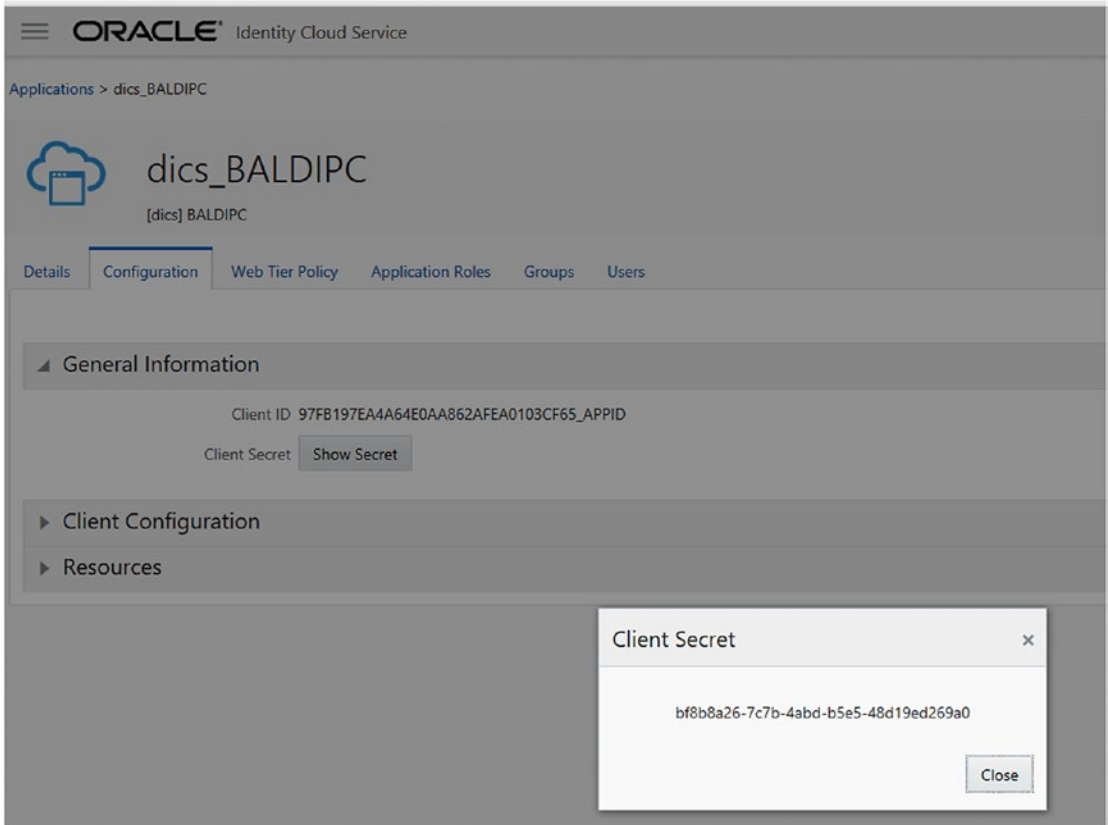 ORACLE Identity Cloud Service
Applications > dics_BALDIPC
dics_BALDIPC
[dics] BALDIPC
Details Configuration Web Tier Policy Application Roles Groups Users
General Information
Client ID 97FB197EA4A64E0AA862AFEA0103CF65_APPID
Client Secret Show Secret
Client Configuration
Resources
Client Secret ×
bf8b8a26-7c7b-4abd-b5e5-48d19ed269a0
Close